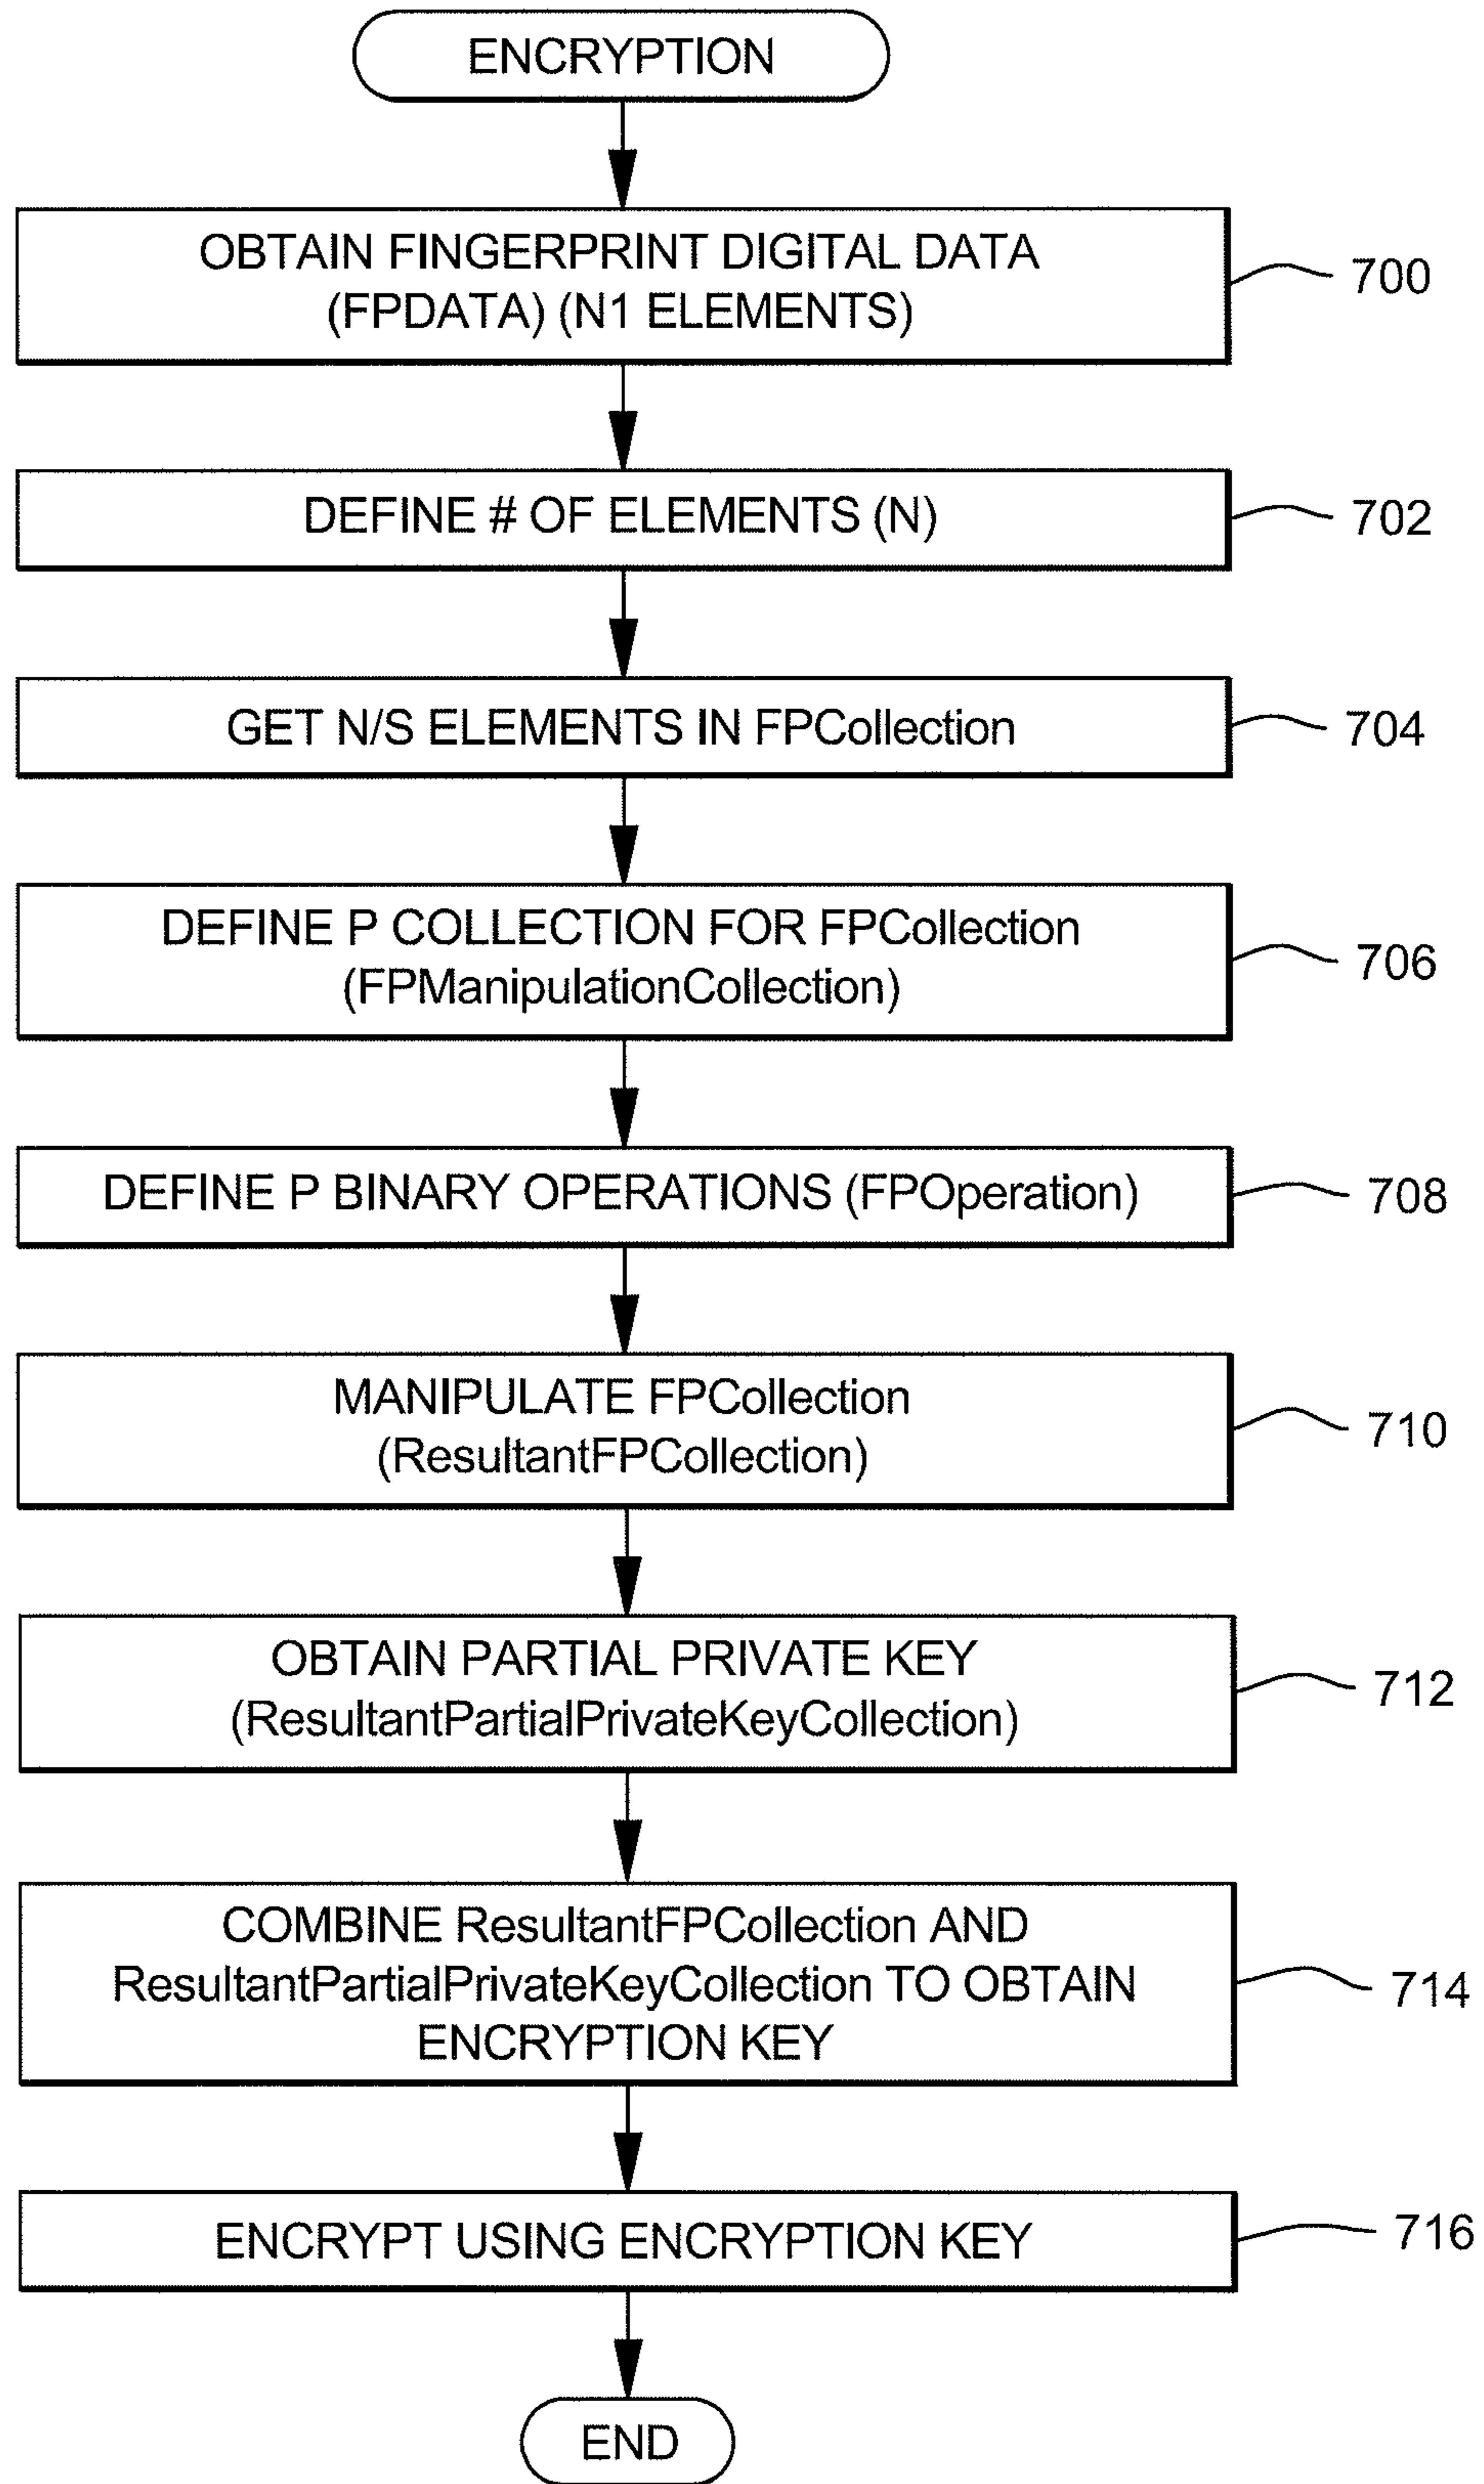 ENCRYPTION
OBTAIN FINGERPRINT DIGITAL DATA
(FPDATA) (N1 ELEMENTS)
700
DEFINE # OF ELEMENTS (N)
702
GET N/S ELEMENTS IN FPCollection
704
DEFINE P COLLECTION FOR FPCollection
(FPManipulationCollection)
706
DEFINE P BINARY OPERATIONS (FPOperation)
708
MANIPULATE FPCollection
(ResultantFPCollection)
710
OBTAIN PARTIAL PRIVATE KEY
(ResultantPartialPrivateKeyCollection)
712
COMBINE ResultantFPCollection AND
ResultantPartialPrivateKeyCollection TO OBTAIN
ENCRYPTION KEY
714
ENCRYPT USING ENCRYPTION KEY
716
END